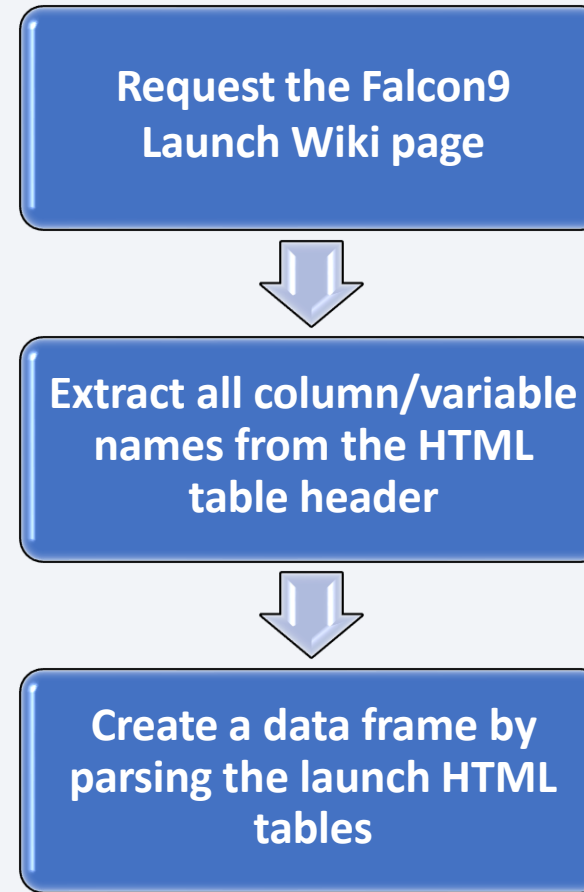 Request the Falcon9
Launch Wiki page
Extract all column/variable
names from the HTML
table header
Create a data frame by
parsing the launch HTML
tables